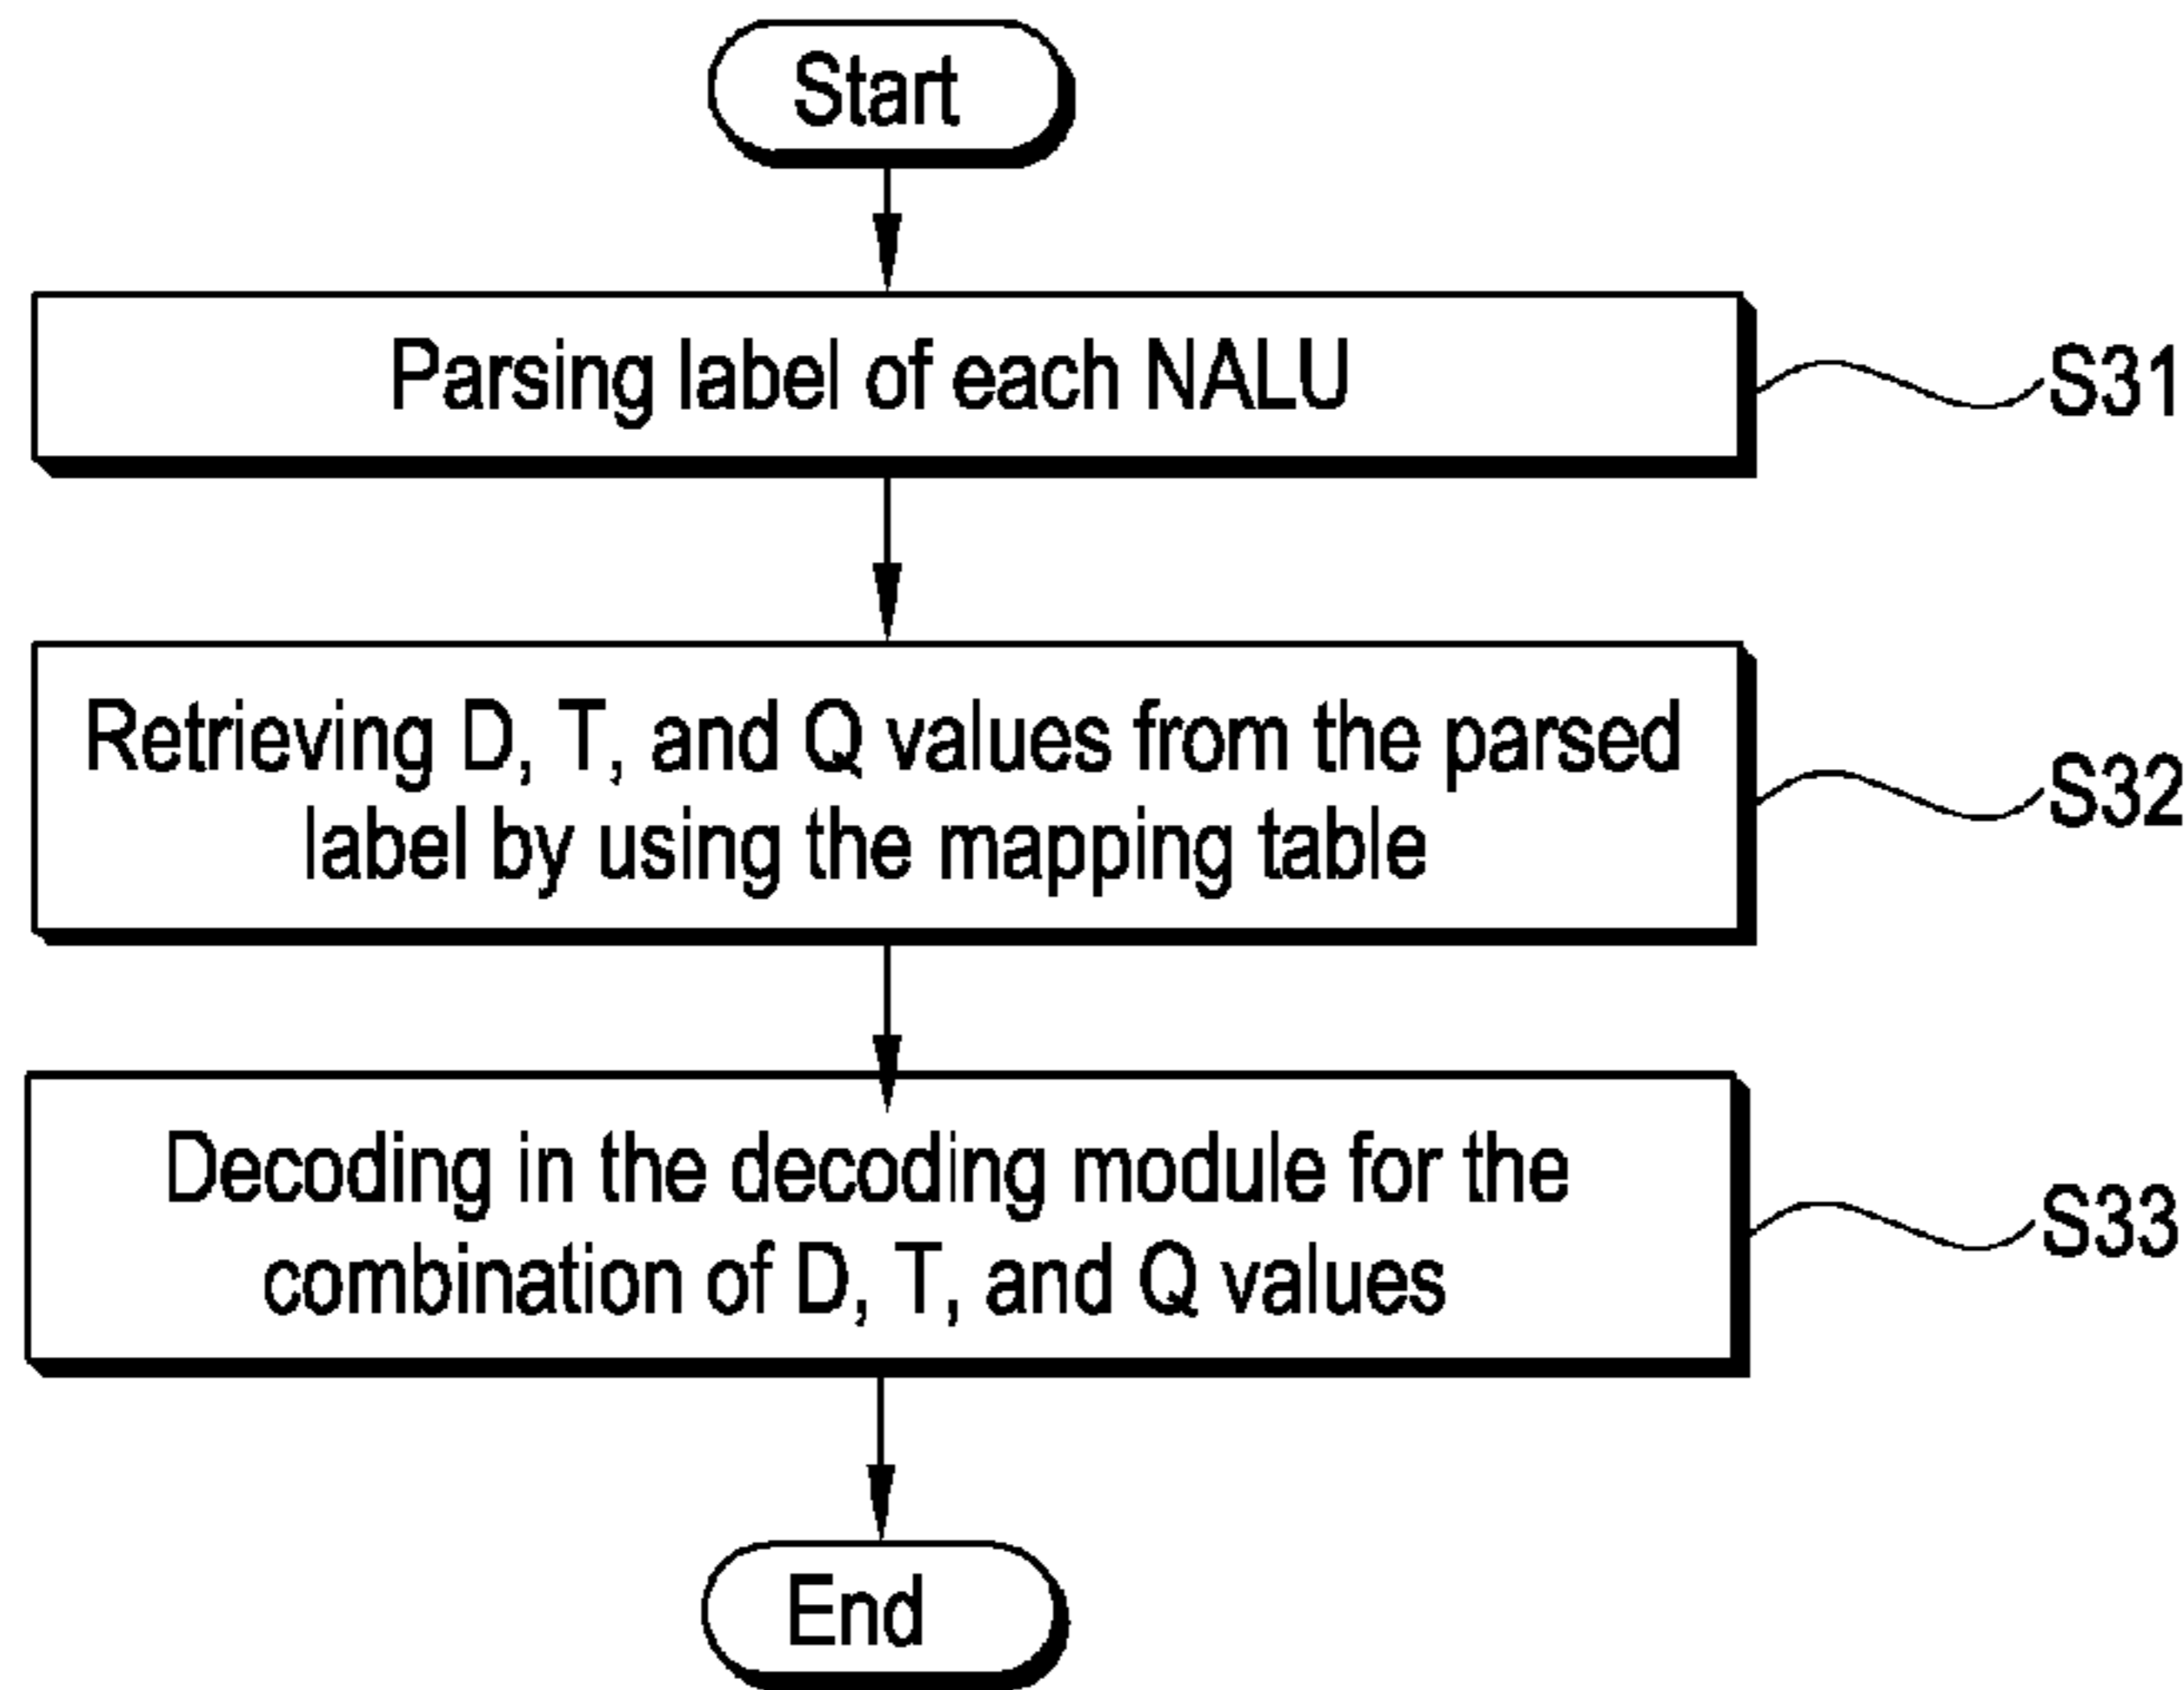 Start
Parsing label of each NALU
S31
Retrieving D, T, and Q values from the parsed
label by using the mapping table
S32
Decoding in the decoding module for the
combination of D, T, and Q values
S33
End